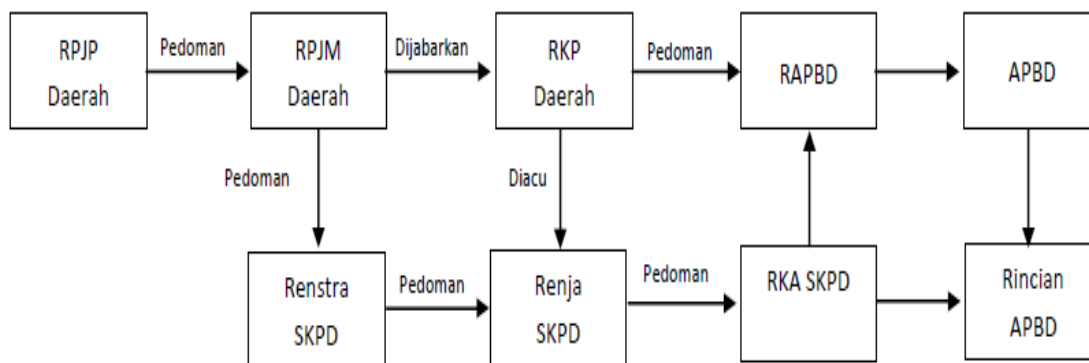 RPJP
Daerah
Pedoman
RPJM
Daerah
Dijabarkan
RKP
Daerah
Pedoman
RAPBD
APBD
Pedoman
Diacu
Renstra
SKPD
Pedoman
Renja
SKPD
Pedoman
RKA SKPD
Rincian
APBD